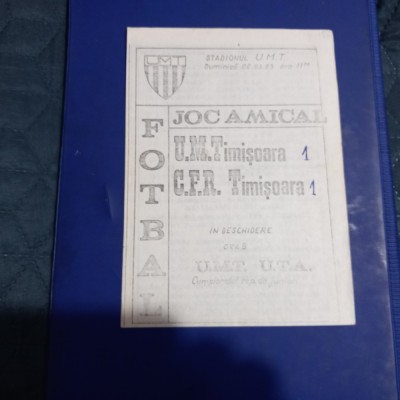 UMT
STADIONUL U.M.T.
FOTBAL
JOC AMICAL
U.M.Timişoara 1
C.F.R. Timişoara 1
IN DESCHIDERE
U.M.T. U.T.A.